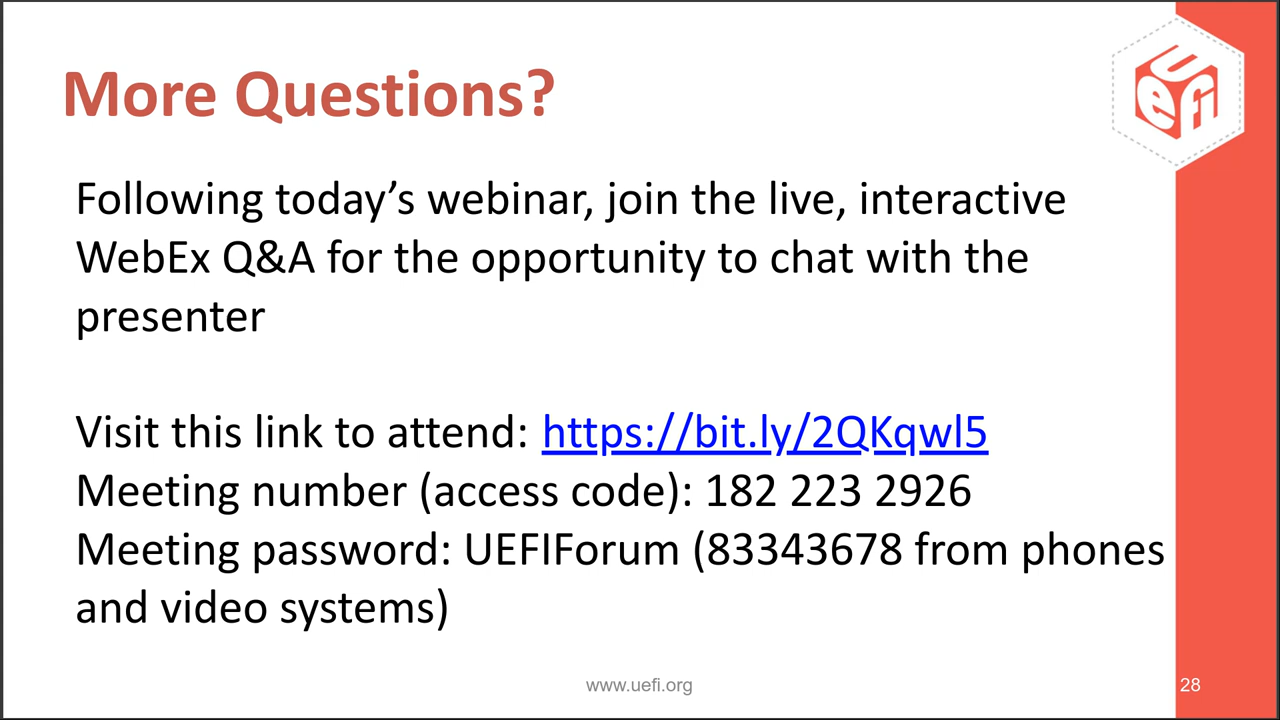 More Questions?
uefi
Following today’s webinar, join the live, interactive
WebEx Q&A for the opportunity to chat with the
presenter
Visit this link to attend: https://bit.ly/2QKqwl5
Meeting number (access code): 182 223 2926
Meeting password: UEFIForum (83343678 from phones
and video systems)
www.uefi.org
28